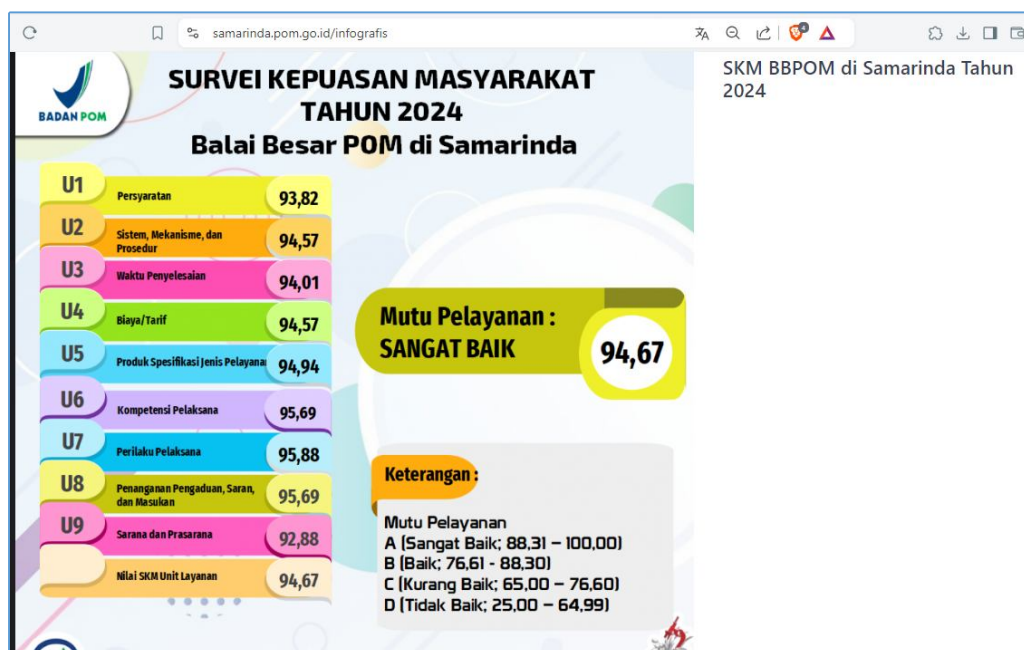 samarinda.pom.go.id/infografis
4
SKM BBPOM di Samarinda Tahun
2024
BADAN POM
SURVEI KEPUASAN MASYARAKAT
TAHUN 2024
Balai Besar POM di Samarinda
U1
Persyaratan
93,82
U2
Sistem, Mekanisme, dan
Prosedur
94,57
U3
Waktu Penyelesaian
94,01
U4
Biaya/Tarif
94,57
U5
Produk Spesifikasi Jenis Pelayanan
94,94
U6
Kompetensi Pelaksana
95,69
U7
Perilaku Pelaksana
95,88
U8
Penanganan Pengaduan, Saran,
dan Masukan
95,69
U9
Sarana dan Prasarana
92,88
Nilai SKM Unit Layanan
94,67
Mutu Pelayanan :
SANGAT BAIK
94,67
Keterangan :
Mutu Pelayanan
A (Sangat Baik; 88,31 – 100,00)
B (Baik; 76,61 - 88,30)
C (Kurang Baik; 65,00 – 76,60)
D (Tidak Baik; 25,00 – 64,99)